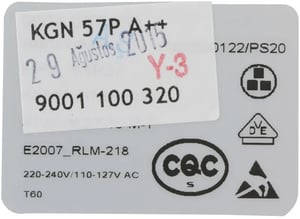 KGN 57P A++
29 Ağustos 2015
Y-3
0122/PS20
9001 100 320
E2007_RLM-218
220-240V/110-127V AC
T60
DVE
CQC
S